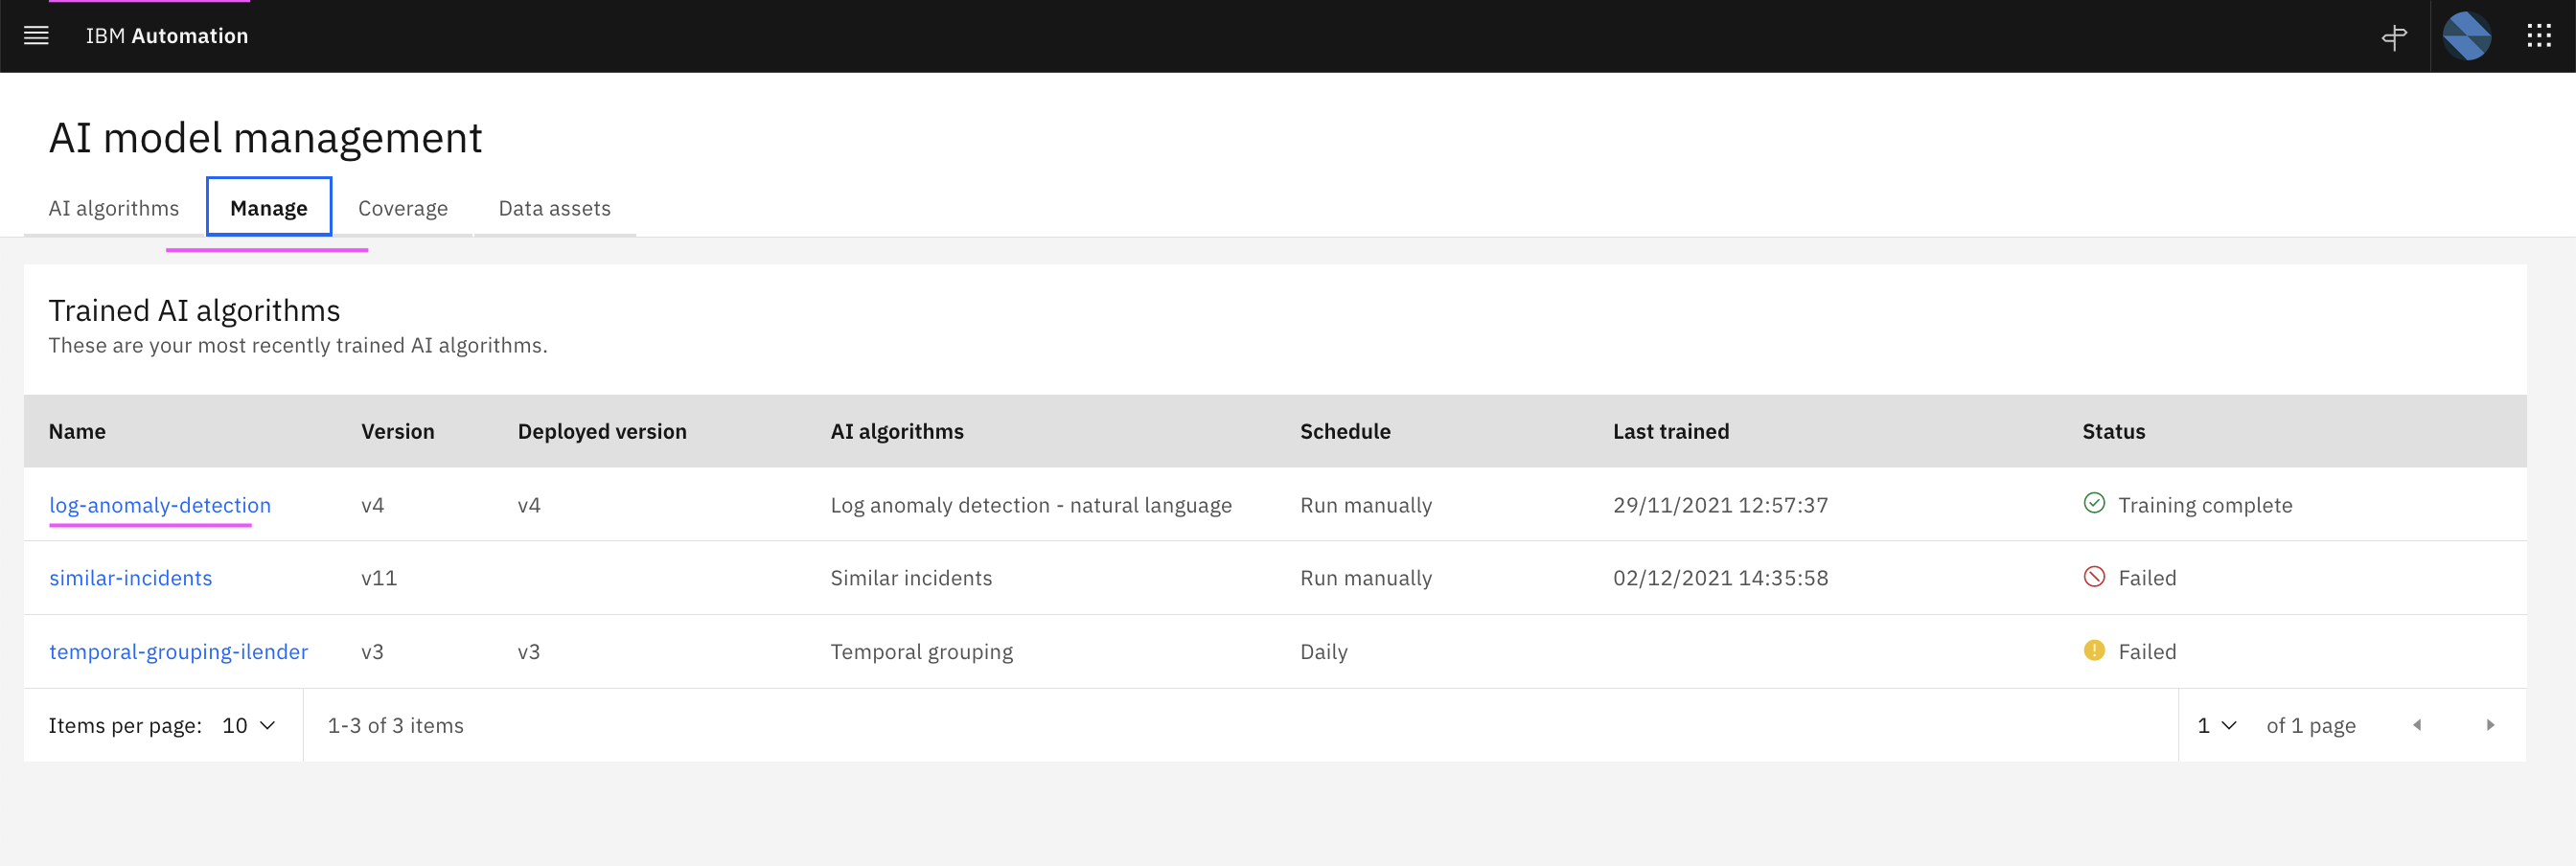 IBM Automation
AI model management
AI algorithms Manage Coverage Data assets
Trained AI algorithms
These are your most recently trained AI algorithms.
Name Version Deployed version AI algorithms Schedule Last trained Status
log-anomaly-detection v4 v4 Log anomaly detection - natural language Run manually 29/11/2021 12:57:37 Training complete
similar-incidents v11 Similar incidents Run manually 02/12/2021 14:35:58 Failed
temporal-grouping-ilender v3 v3 Temporal grouping Daily Failed
Items per page: 10 1-3 of 3 items 1 of 1 page